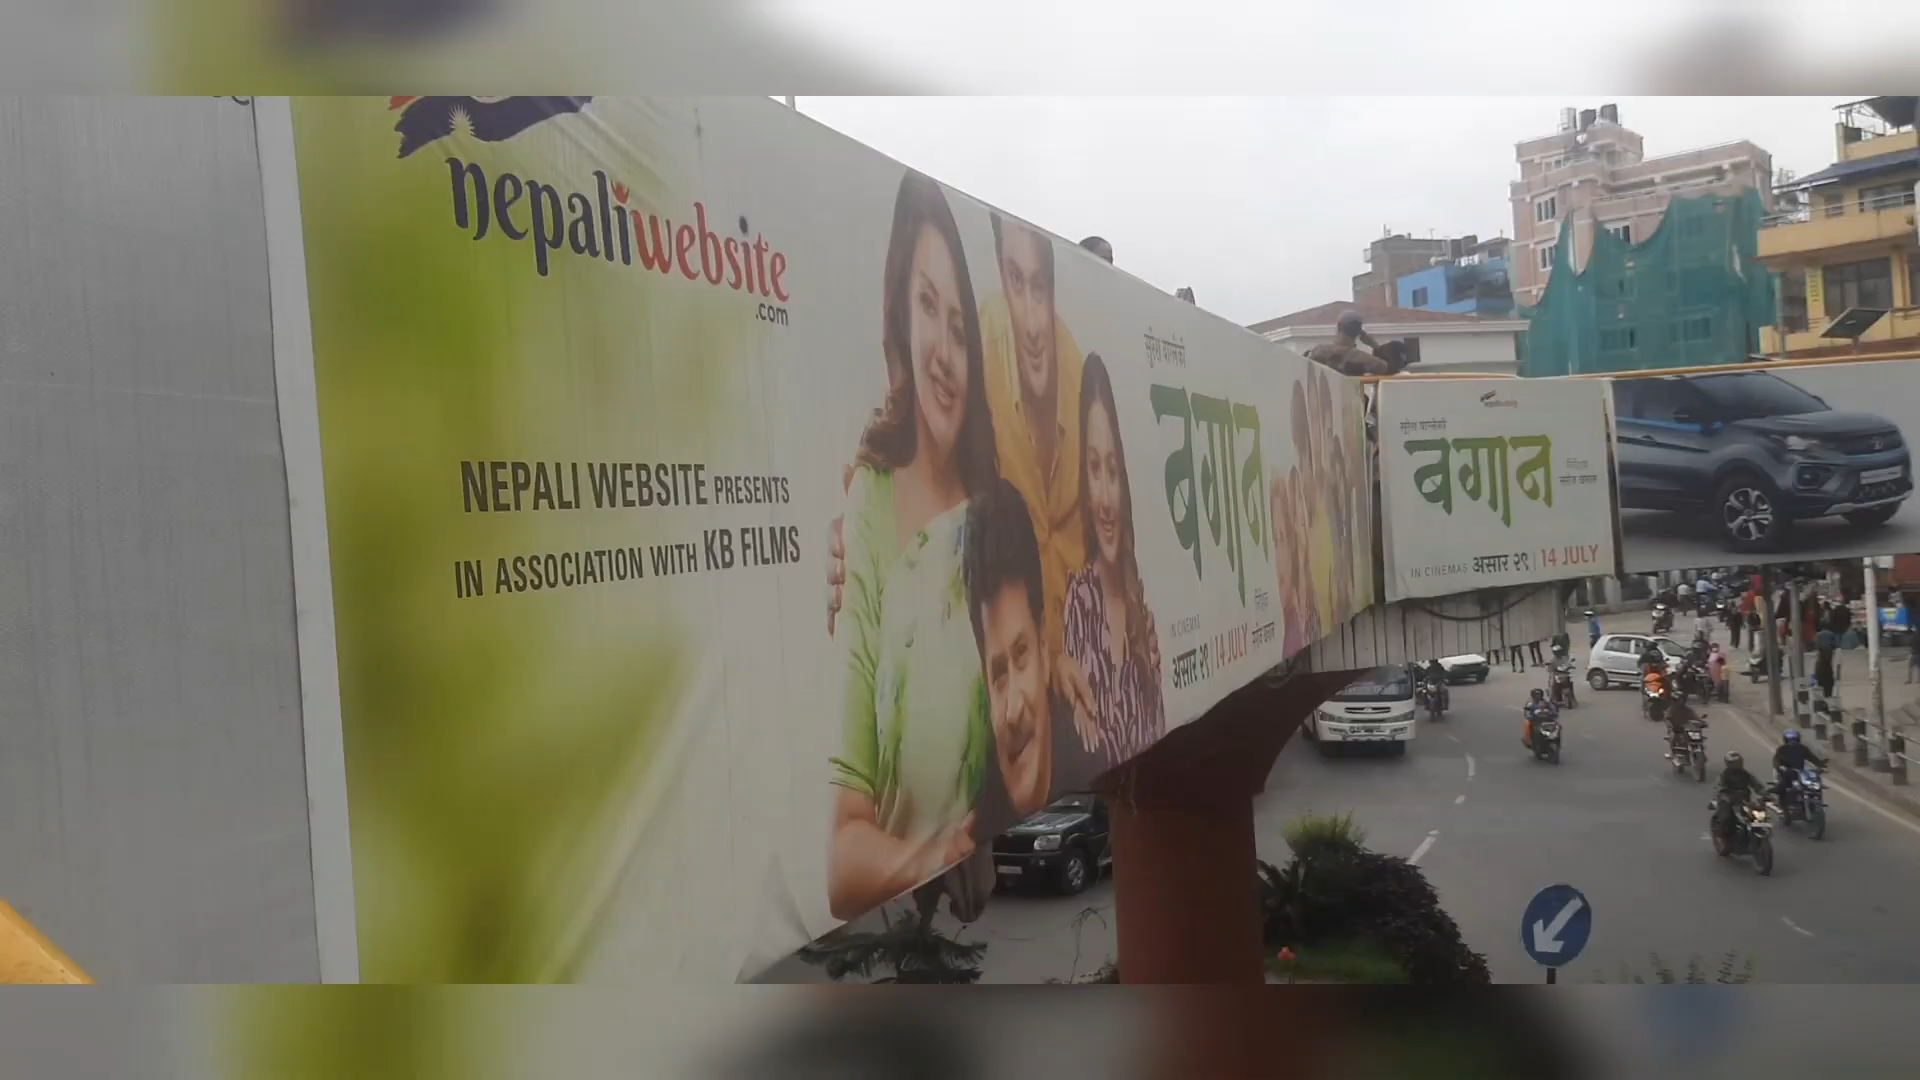 nepaliwebsite
.com
NEPALI WEBSITE PRESENTS
IN ASSOCIATION WITH KB FILMS
बगान
IN CINEMAS
असार २९ | 14 JULY
बगान
IN CINEMAS असार २९ | 14 JULY